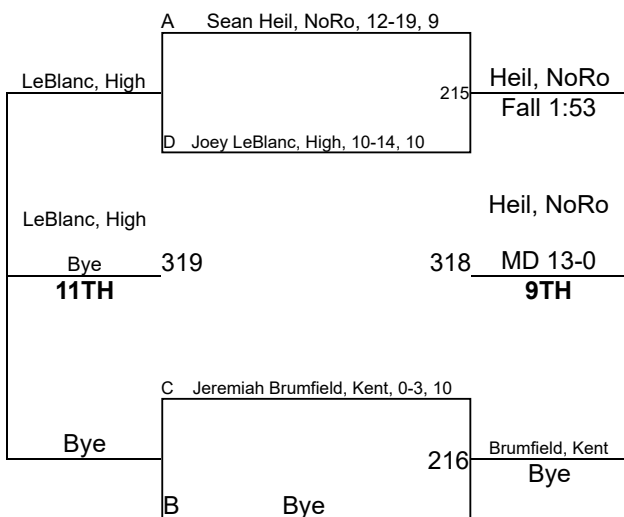 A Sean Heil, NoRo, 12-19, 9
LeBlanc, High
215
Heil, NoRo
Fall 1:53
D Joey LeBlanc, High, 10-14, 10
LeBlanc, High
Heil, NoRo
Bye
319
318
MD 13-0
11TH
9TH
C Jeremiah Brumfield, Kent, 0-3, 10
Bye
216
Brumfield, Kent
Bye
B Bye